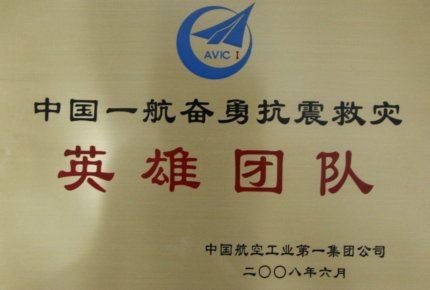 AVIC I
中国一航奋勇抗震救灾
英雄团队
中国航空工业第一集团公司
二〇〇八年六月